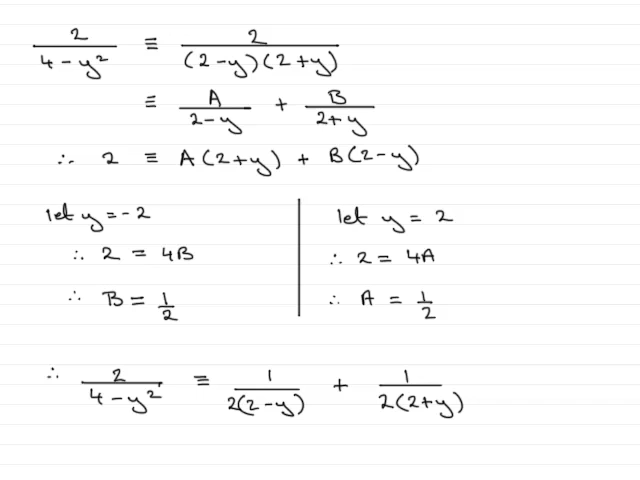 2/(4 - y²) ≡ 2/((2-y)(2+y))
≡ A/(2-y) + B/(2+y)
∴ 2 ≡ A(2+y) + B(2-y)
let y = -2
∴ 2 = 4B
∴ B = 1/2
let y = 2
∴ 2 = 4A
∴ A = 1/2
∴ 2/(4 - y²) ≡ 1/(2(2-y)) + 1/(2(2+y))